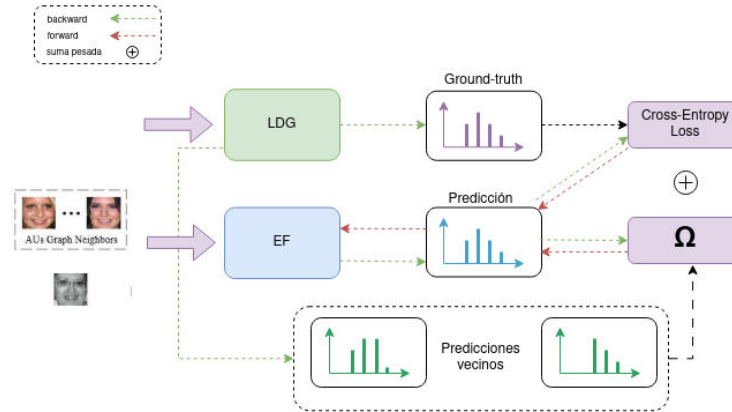 backward
forward
suma pesada
Ground-truth
LDG
Cross-Entropy
Loss
AUs Graph Neighbors
EF
Predicción
Ω
Predicciones
vecinos